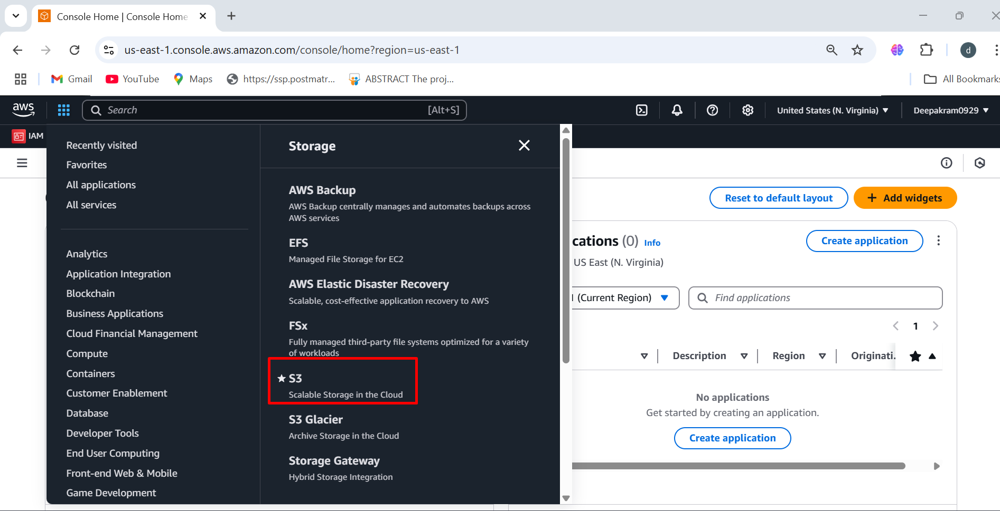 Console Home | Console Home
us-east-1.console.aws.amazon.com/console/home?region=us-east-1
d
Gmail
YouTube
Maps
https://ssp.postmatr...
ABSTRACT The proj...
All Bookmarks
aws
Search
[Alt+S]
United States (N. Virginia)
Deepakram0929
IAM
Recently visited
Favorites
All applications
All services
Analytics
Application Integration
Blockchain
Business Applications
Cloud Financial Management
Compute
Containers
Customer Enablement
Database
Developer Tools
End User Computing
Front-end Web & Mobile
Game Development
Storage
AWS Backup
AWS Backup centrally manages and automates backups across
AWS services
EFS
Managed File Storage for EC2
AWS Elastic Disaster Recovery
Scalable, cost-effective application recovery to AWS
FSx
Fully managed third-party file systems optimized for a variety
of workloads
S3
Scalable Storage in the Cloud
S3 Glacier
Archive Storage in the Cloud
Storage Gateway
Hybrid Storage Integration
Reset to default layout
+ Add widgets
cations (0) Info
Create application
US East (N. Virginia)
(Current Region)
Find applications
1
Description
Region
Originati.
No applications
Get started by creating an application.
Create application